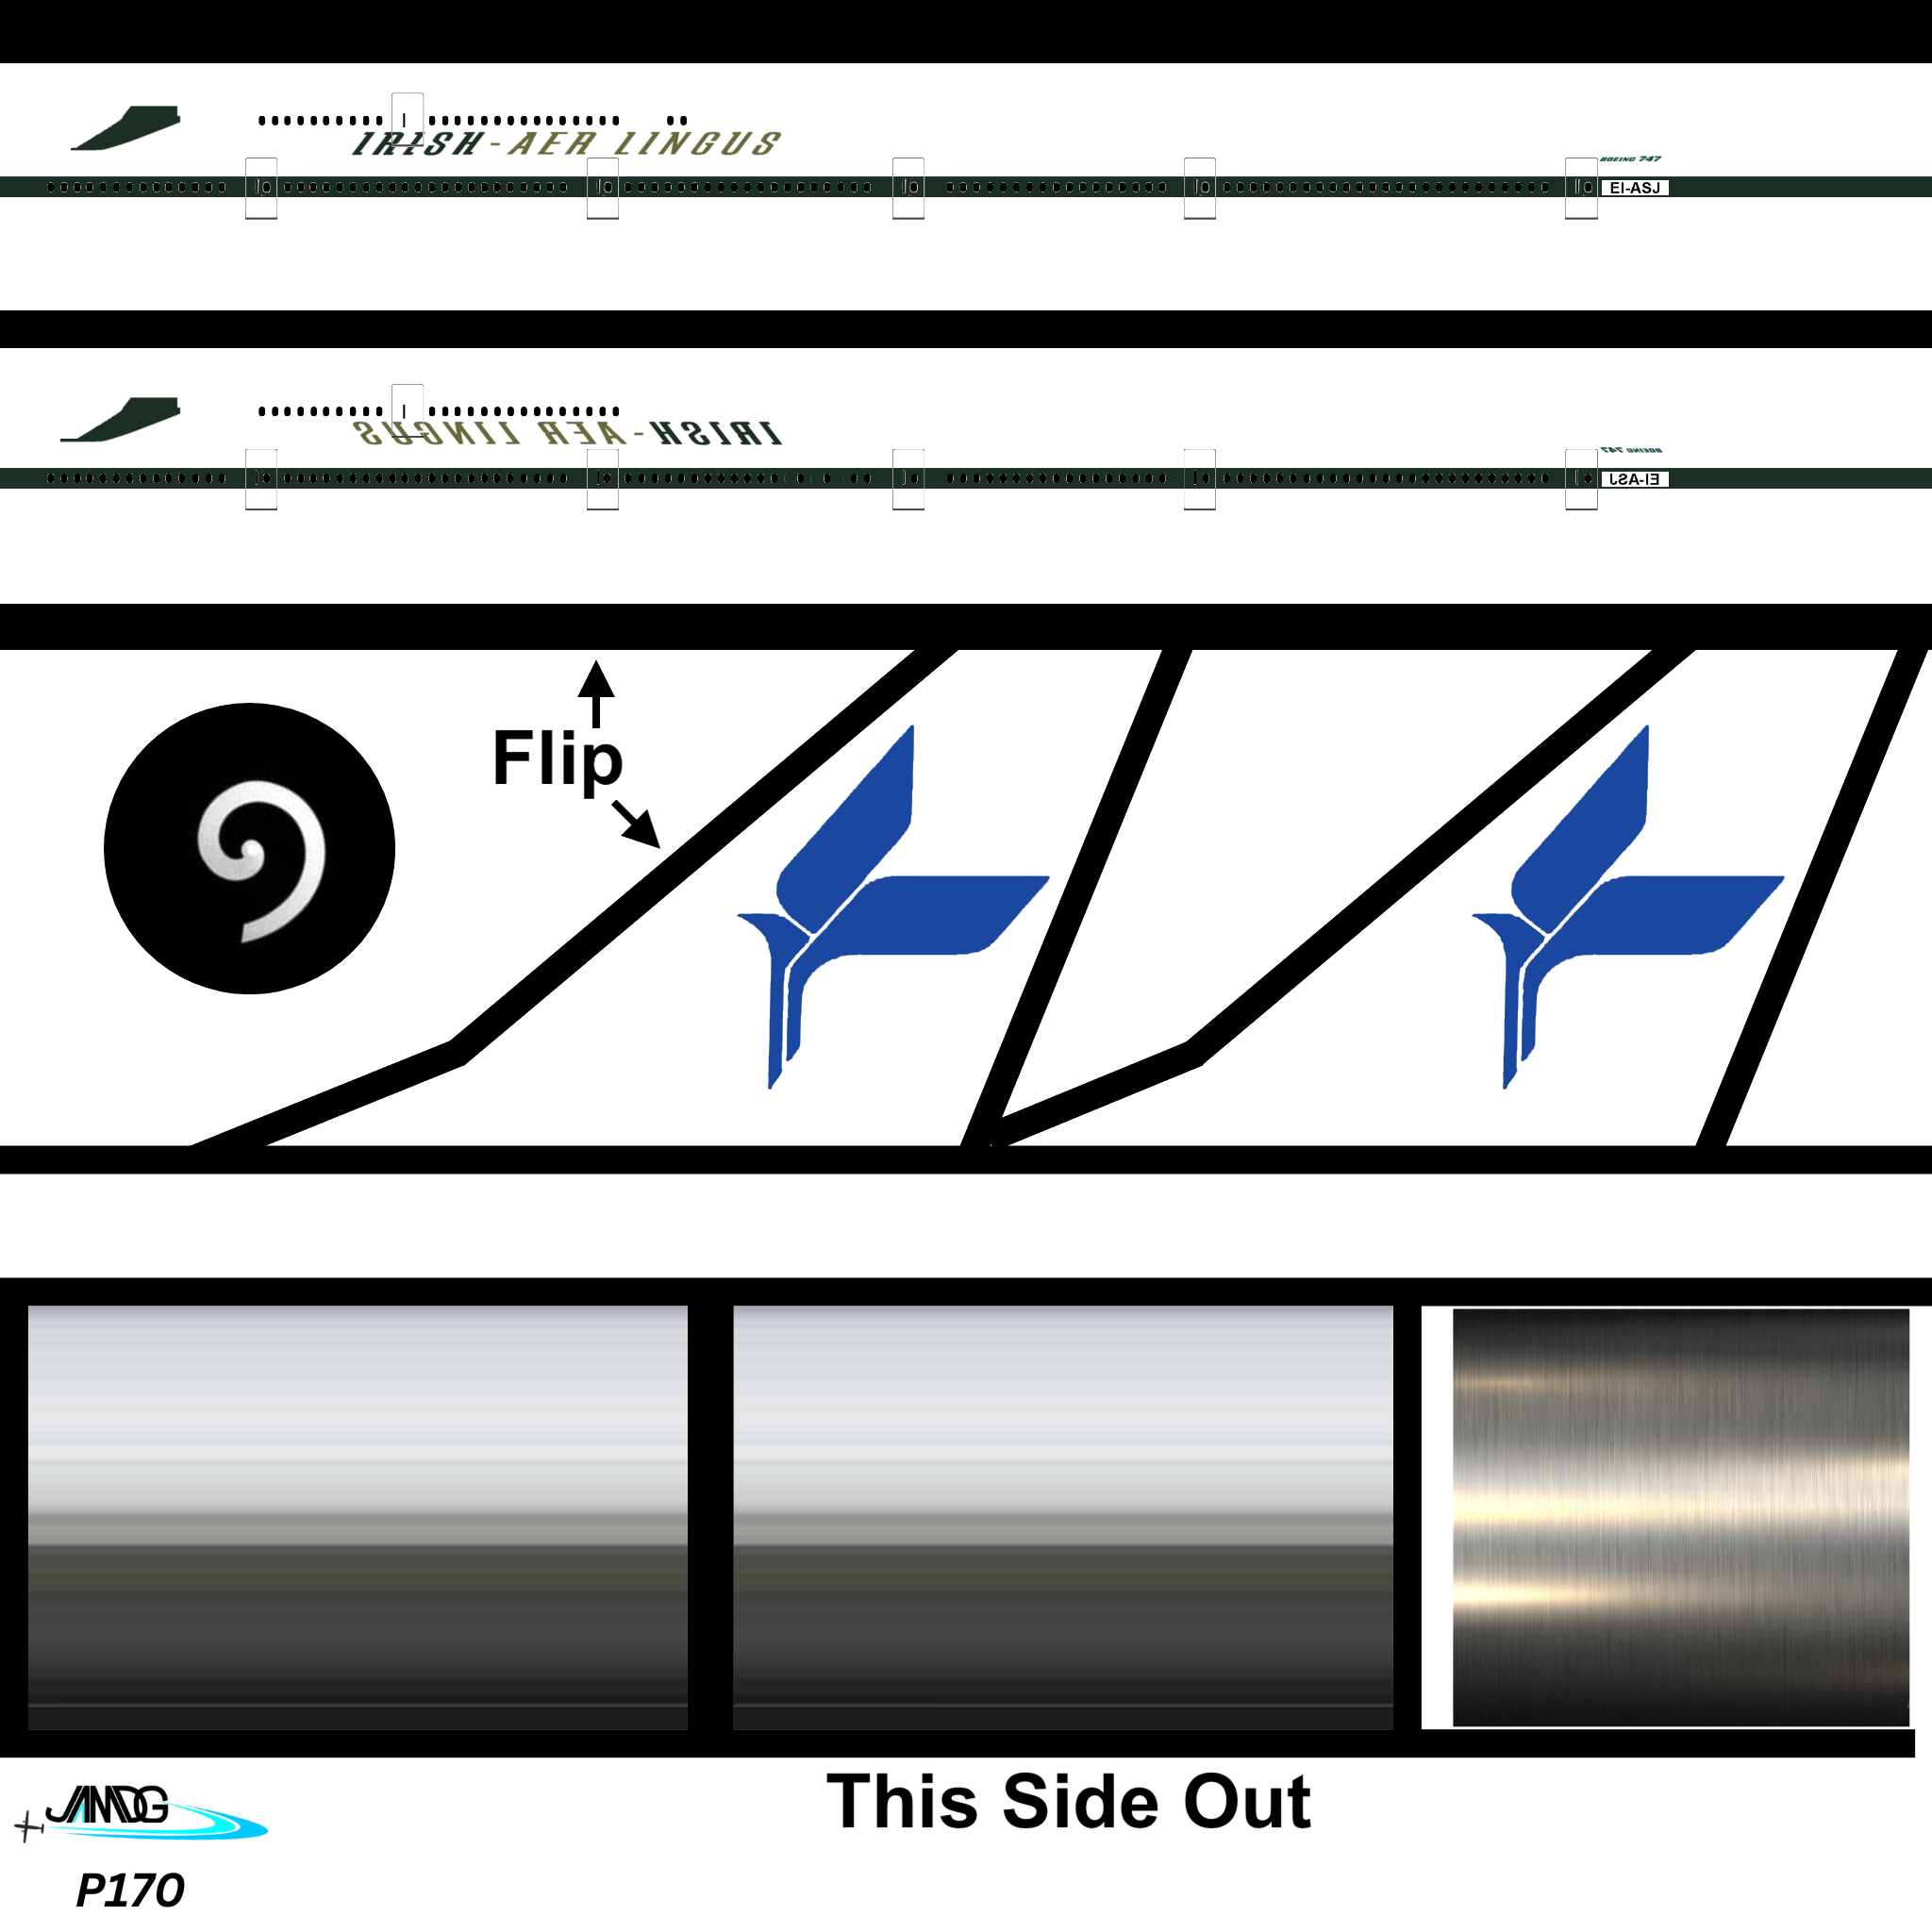 IRISH-AER LINGUS
BOEING 747
EI-ASJ
IRISH-AER LINGUS
BOEING 747
EI-ASJ
Flip
This Side Out
JAMDG
P170